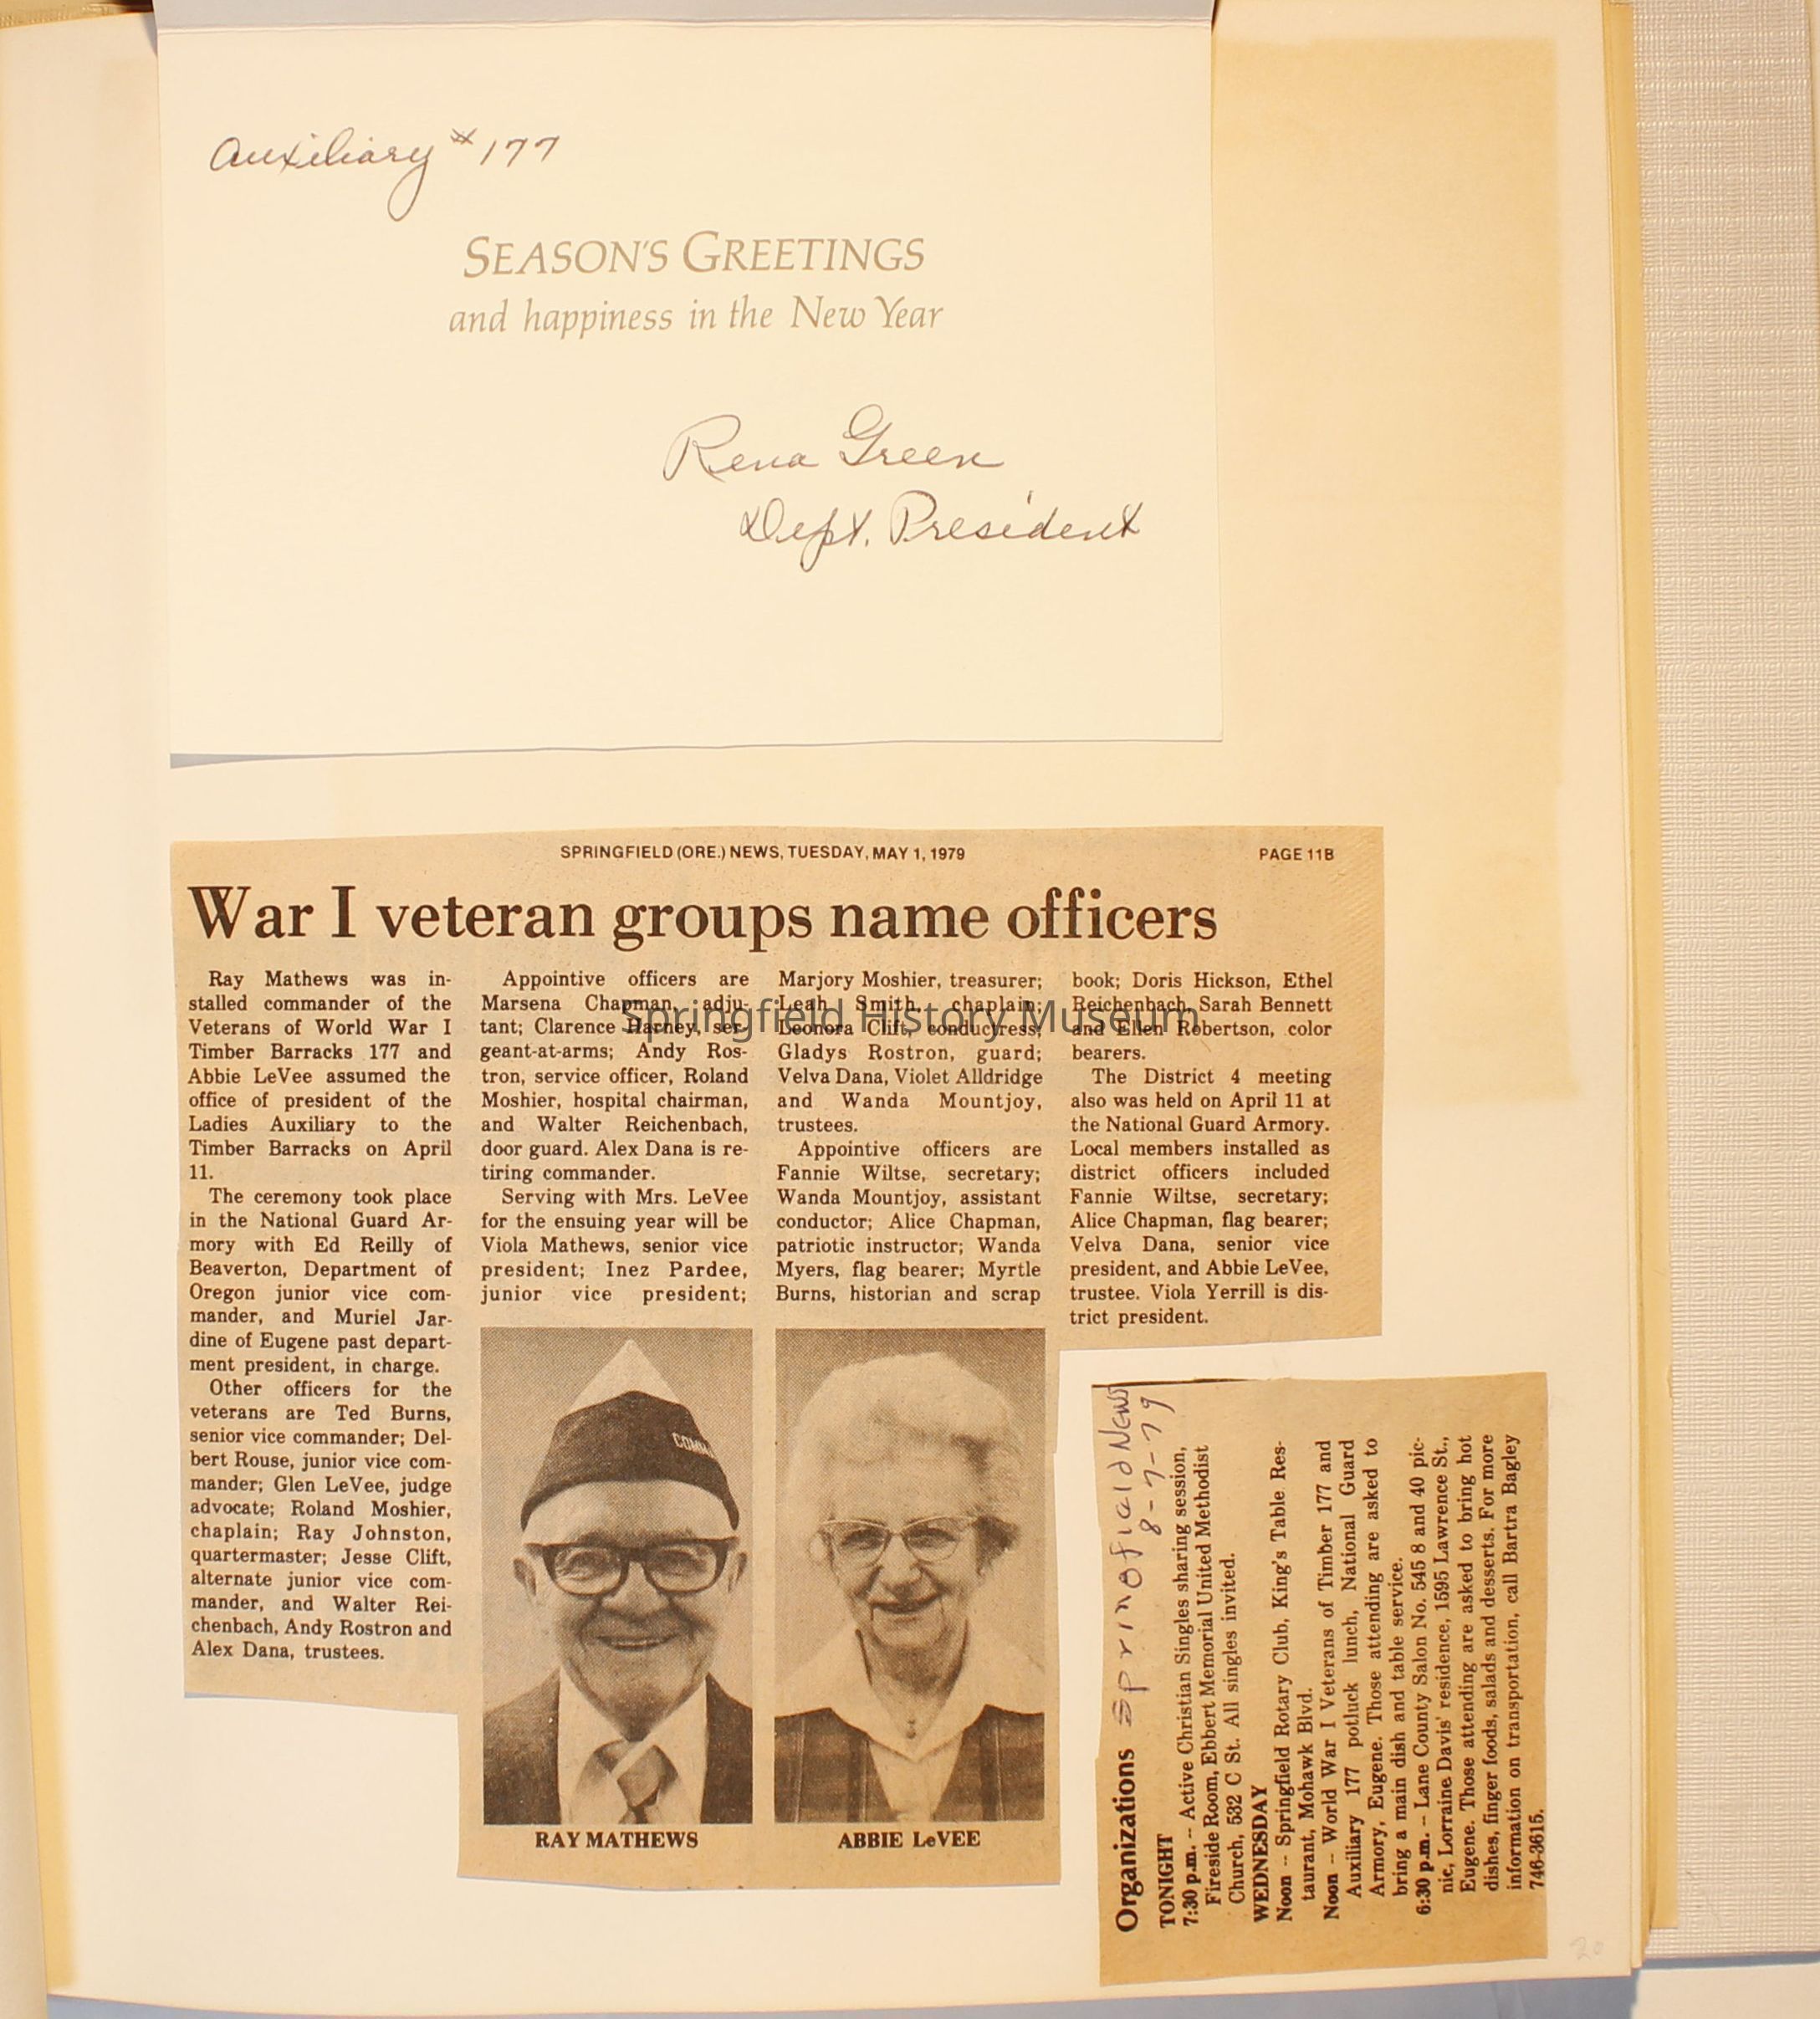 Auxiliary #177
SEASON'S GREETINGS
and happiness in the New Year
Rena Green
Dept. President
SPRINGFIELD (ORE.) NEWS, TUESDAY, MAY 1, 1979
PAGE 11B
War I veteran groups name officers
Ray Mathews was in-
stalled commander of the
Veterans of World War I
Timber Barracks 177 and
Abbie LeVee assumed the
office of president of the
Ladies Auxiliary to the
Timber Barracks on April
11.
The ceremony took place
in the National Guard Ar-
mory with Ed Reilly of
Beaverton, Department of
Oregon junior vice com-
mander, and Muriel Jar-
dine of Eugene past depart-
ment president, in charge.
Other officers for the
veterans are Ted Burns,
senior vice commander; Del-
bert Rouse, junior vice com-
mander; Glen LeVee, judge
advocate; Roland Moshier,
chaplain; Ray Johnston,
quartermaster; Jesse Clift,
alternate junior vice com-
mander, and Walter Rei-
chenbach, Andy Rostron and
Alex Dana, trustees.
Appointive officers are
Marsena Chapman, adju-
tant; Clarence Harney, ser-
geant-at-arms; Andy Ros-
tron, service officer, Roland
Moshier, hospital chairman,
and Walter Reichenbach,
door guard. Alex Dana is re-
tiring commander.
Serving with Mrs. LeVee
for the ensuing year will be
Viola Mathews, senior vice
president; Inez Pardee,
junior vice president;
Marjory Moshier, treasurer;
Leah Smith, chaplain;
Leonora Clift, conductress;
Gladys Rostron, guard;
Velva Dana, Violet Alldridge
and Wanda Mountjoy,
trustees.
Appointive officers are
Fannie Wiltse, secretary;
Wanda Mountjoy, assistant
conductor; Alice Chapman,
patriotic instructor; Wanda
Myers, flag bearer; Myrtle
Burns, historian and scrap
book; Doris Hickson, Ethel
Reichenbach, Sarah Bennett
and Ellen Robertson, color
bearers.
The District 4 meeting
also was held on April 11 at
the National Guard Armory.
Local members installed as
district officers included
Fannie Wiltse, secretary;
Alice Chapman, flag bearer;
Velva Dana, senior vice
president, and Abbie LeVee,
trustee. Viola Yerrill is dis-
trict president.
Springfield History Museum
COMM
RAY MATHEWS
ABBIE LeVEE
Organizations Springfield News
8-7-79
TONIGHT
7:30 p.m. -- Active Christian Singles sharing session,
Fireside Room, Ebbert Memorial United Methodist
Church, 532 C St. All singles invited.
WEDNESDAY
Noon -- Springfield Rotary Club, King's Table Res-
taurant, Mohawk Blvd.
Noon -- World War I Veterans of Timber 177 and
Auxiliary 177 potluck lunch, National Guard
Armory, Eugene. Those attending are asked to
bring a main dish and table service.
6:30 p.m. -- Lane County Salon No. 545 8 and 40 pic-
nic, Lorraine Davis' residence, 1595 Lawrence St.,
Eugene. Those attending are asked to bring hot
dishes, finger foods, salads and desserts. For more
information on transportation, call Bartra Bagley
746-3615.
20